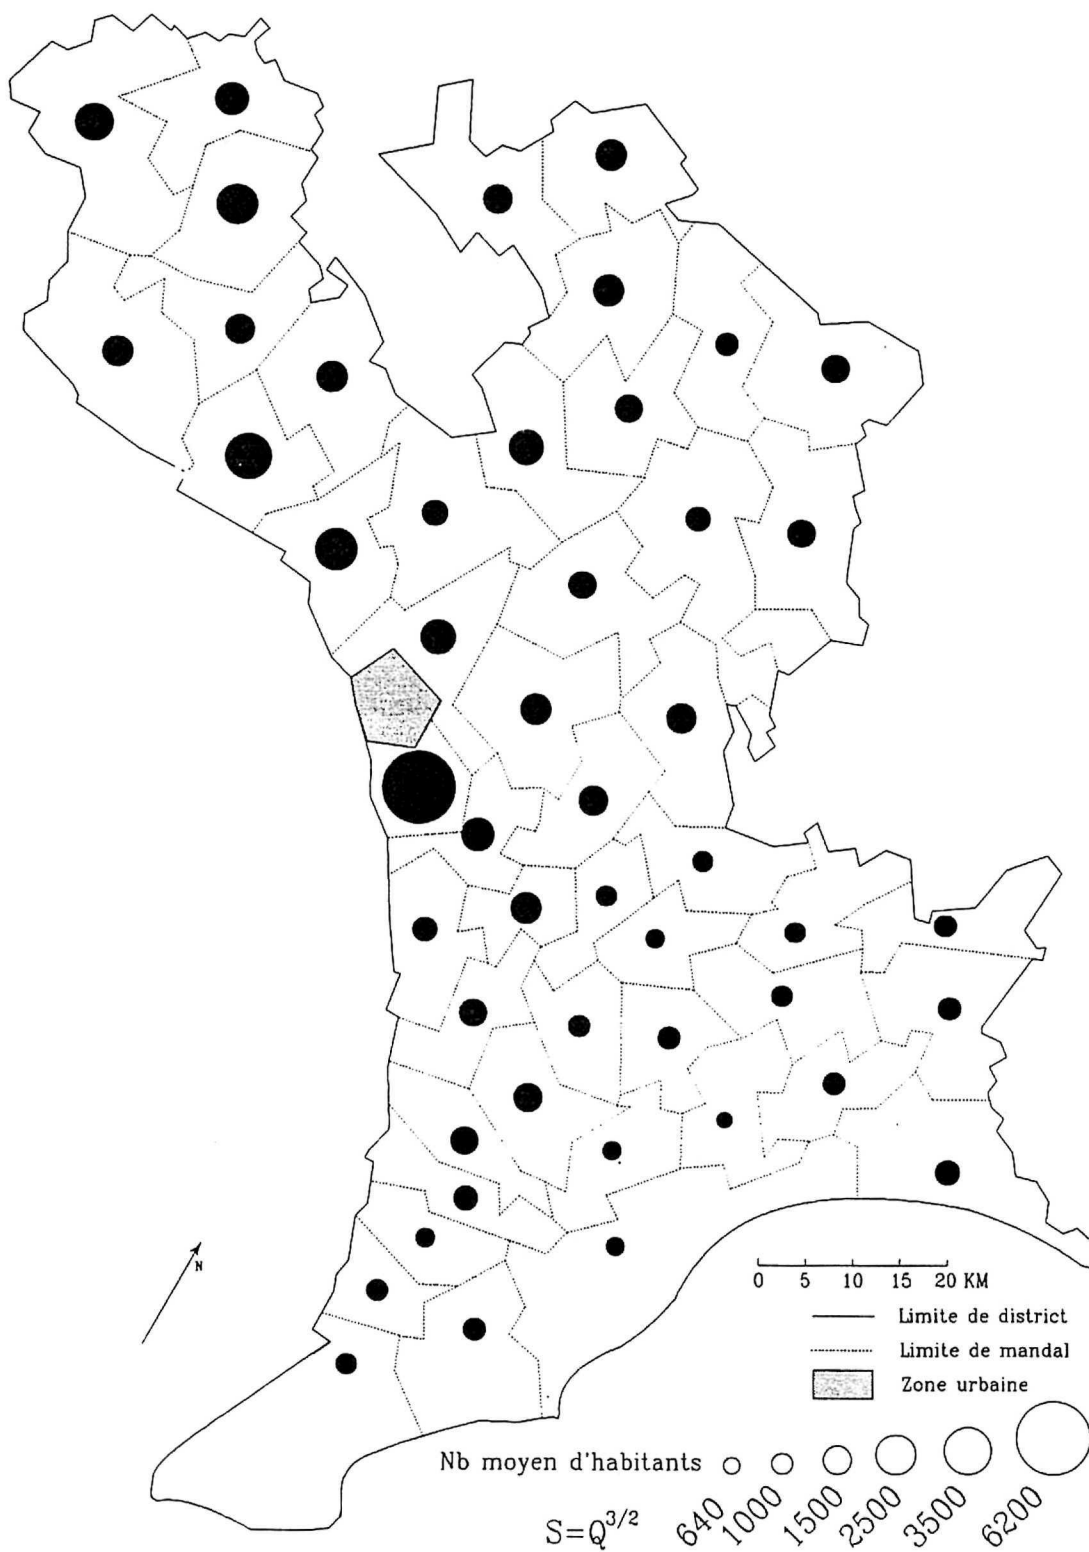 N
0 5 10 15 20 KM
Limite de district
Limite de mandal
Zone urbaine
Nb moyen d'habitants
S=Q^3/2 640 1000 1500 2500 3500 6200